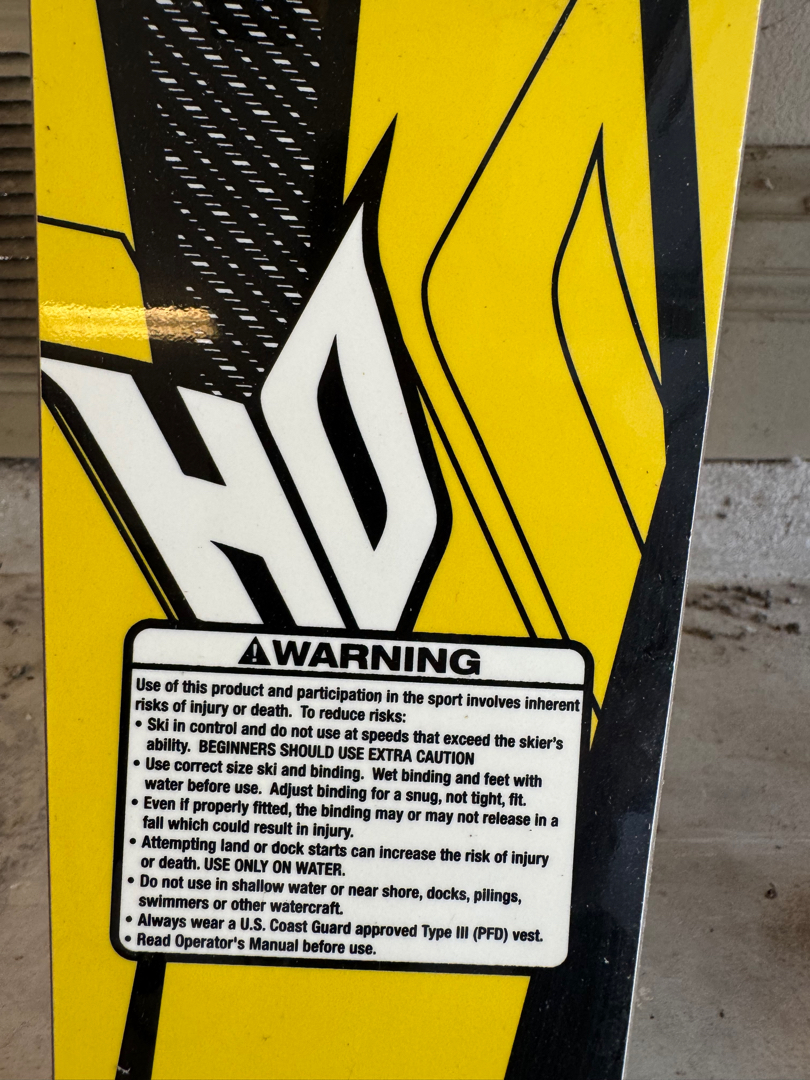 HO
WARNING
Use of this product and participation in the sport involves inherent
risks of injury or death. To reduce risks:
• Ski in control and do not use at speeds that exceed the skier's
ability. BEGINNERS SHOULD USE EXTRA CAUTION
• Use correct size ski and binding. Wet binding and feet with
water before use. Adjust binding for a snug, not tight, fit.
• Even if properly fitted, the binding may or may not release in a
fall which could result in injury.
• Attempting land or dock starts can increase the risk of injury
or death. USE ONLY ON WATER.
• Do not use in shallow water or near shore, docks, pilings,
swimmers or other watercraft.
• Always wear a U.S. Coast Guard approved Type III (PFD) vest.
• Read Operator's Manual before use.